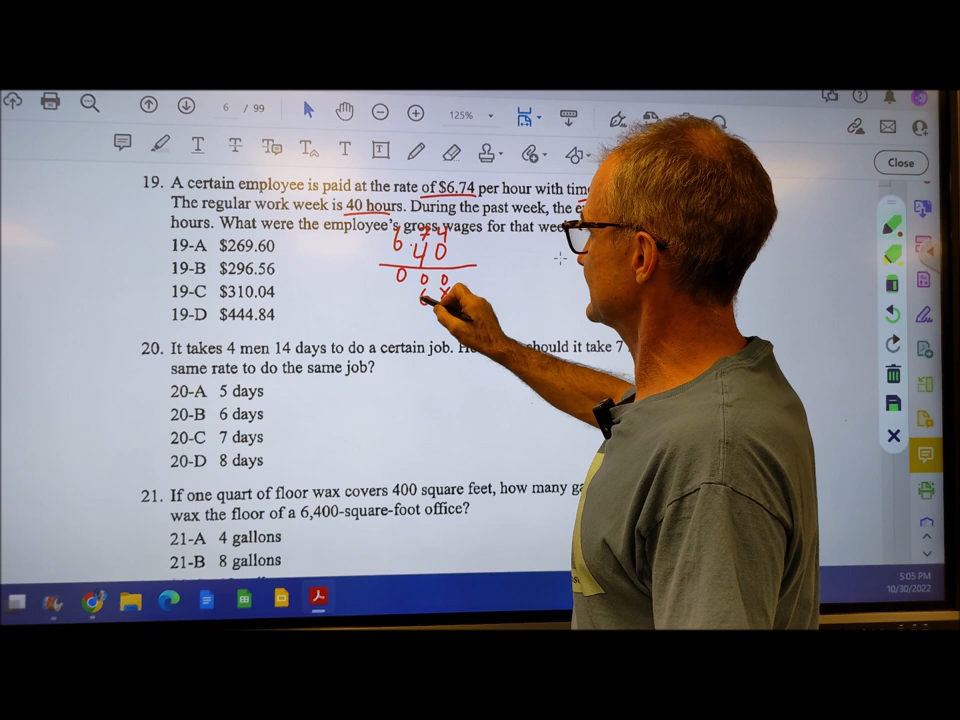 6 / 99
125%
Close
19. A certain employee is paid at the rate of $6.74 per hour with
The regular work week is 40 hours. During the past week, the
hours. What were the employee's gross wages for that
6.74
40
19-A $269.60
0 0 0
19-B $296.56
6 X
19-C $310.04
19-D $444.84
20. It takes 4 men 14 days to do a certain job. should it take 7
same rate to do the same job?
20-A 5 days
20-B 6 days
20-C 7 days
20-D 8 days
21. If one quart of floor wax covers 400 square feet, how many
wax the floor of a 6,400-square-foot office?
21-A 4 gallons
21-B 8 gallons
5:05 PM
10/30/2022